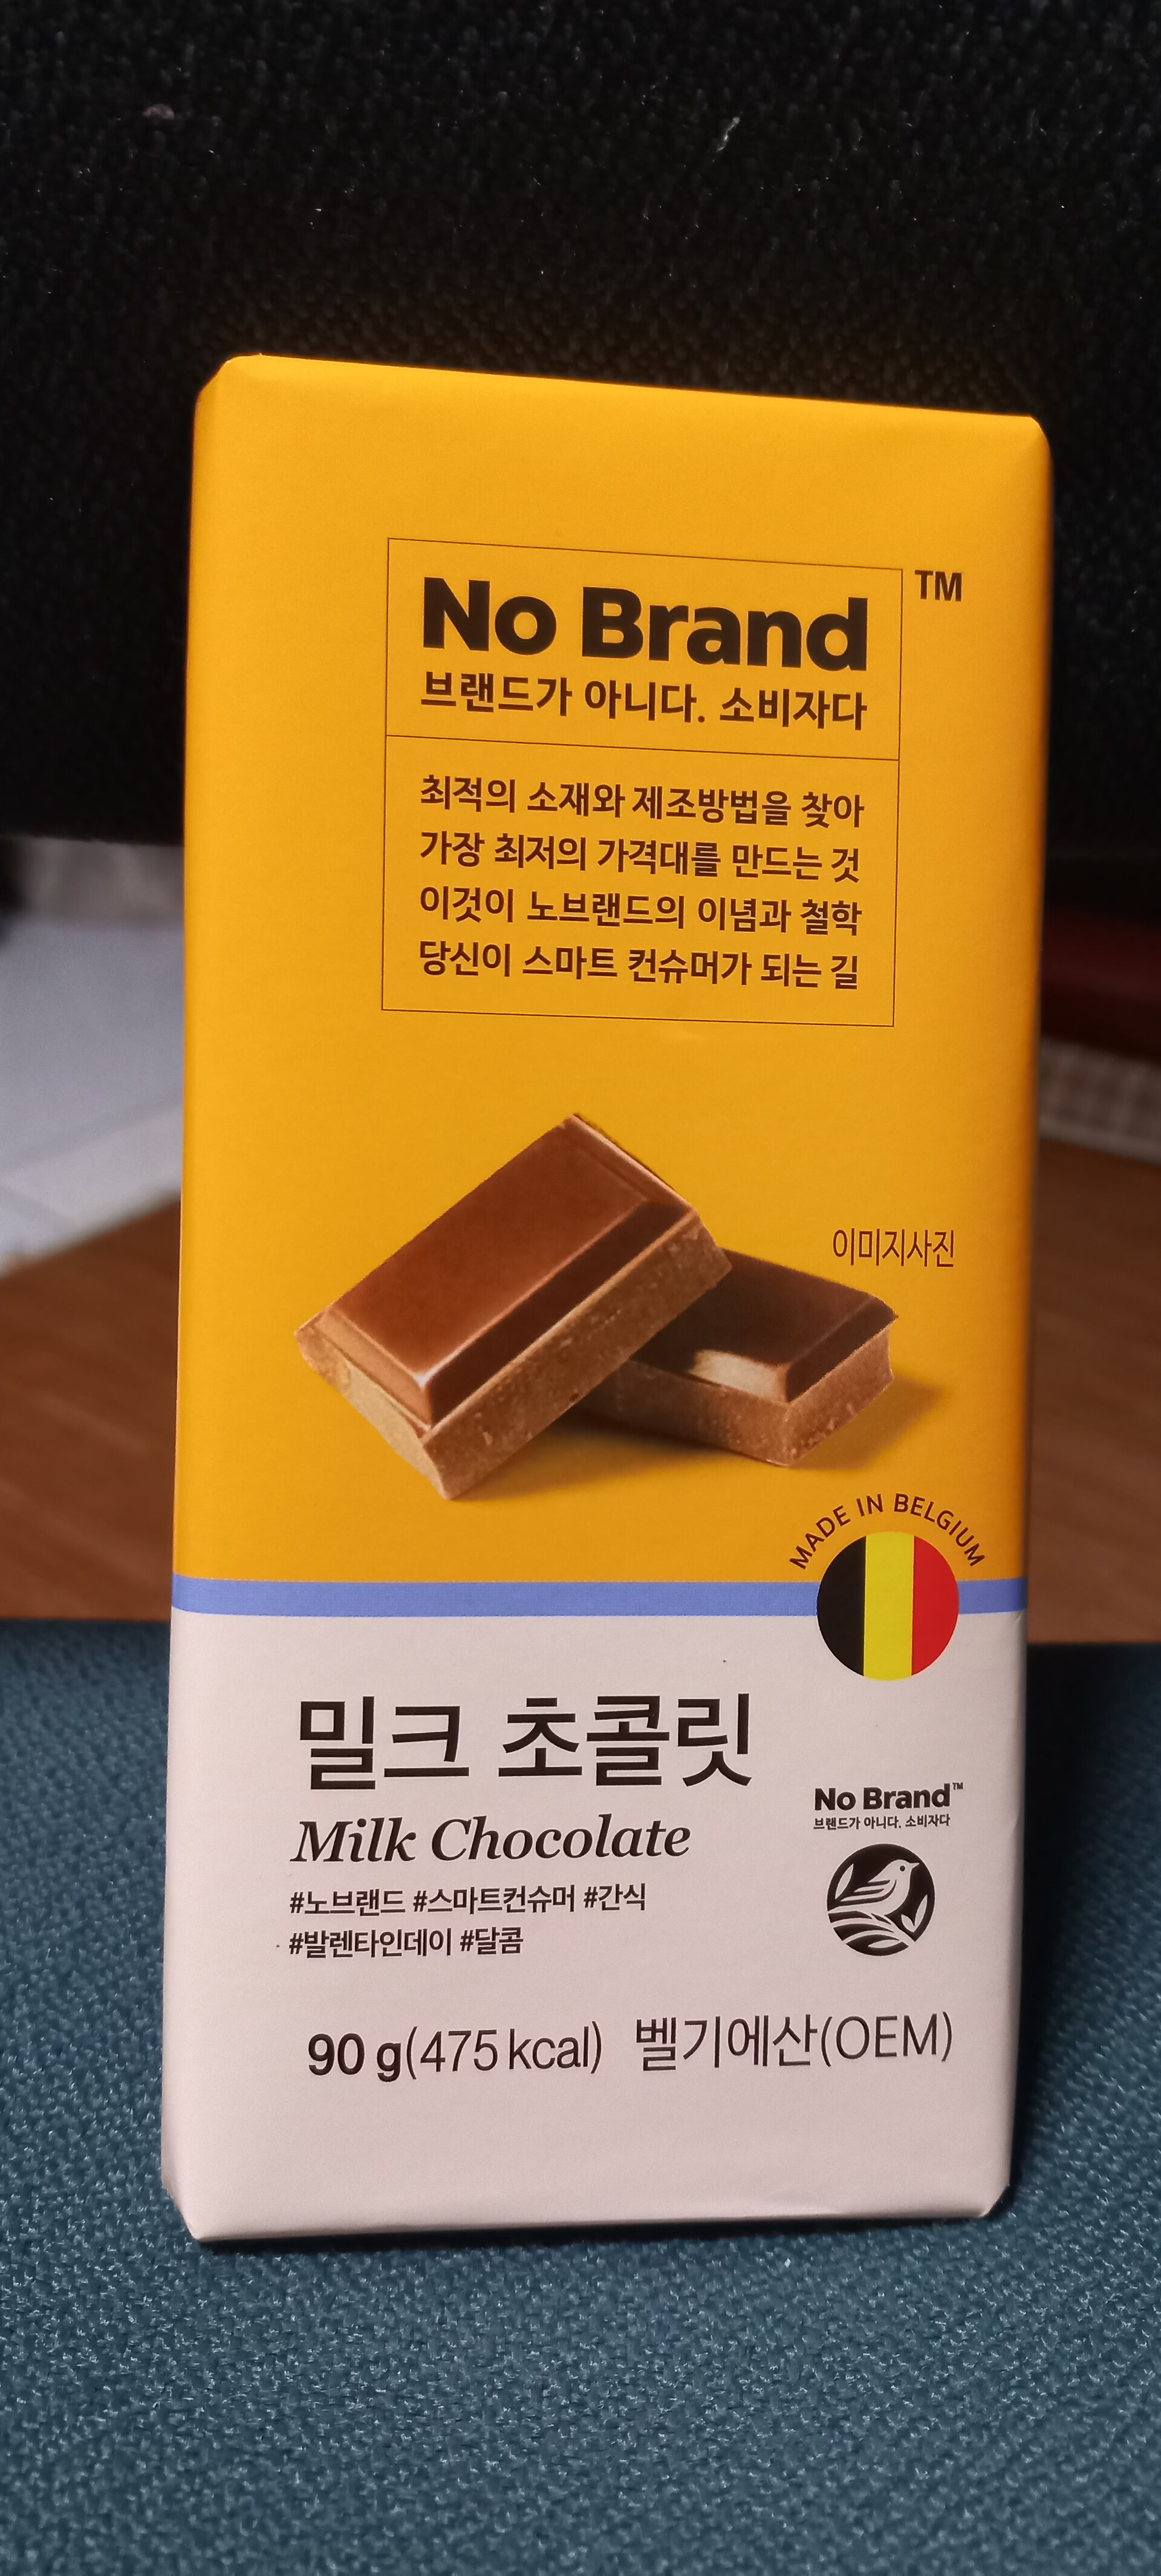 No Brand TM
브랜드가 아니다. 소비자다
최적의 소재와 제조방법을 찾아
가장 최저의 가격대를 만드는 것
이것이 노브랜드의 이념과 철학
당신이 스마트 컨슈머가 되는 길
이미지사진
MADE IN BELGIUM
밀크 초콜릿
Milk Chocolate
#노브랜드 #스마트컨슈머 #간식
#발렌타인데이 #달콤
No Brand TM
브랜드가 아니다. 소비자다
90 g(475 kcal) 벨기에산(OEM)